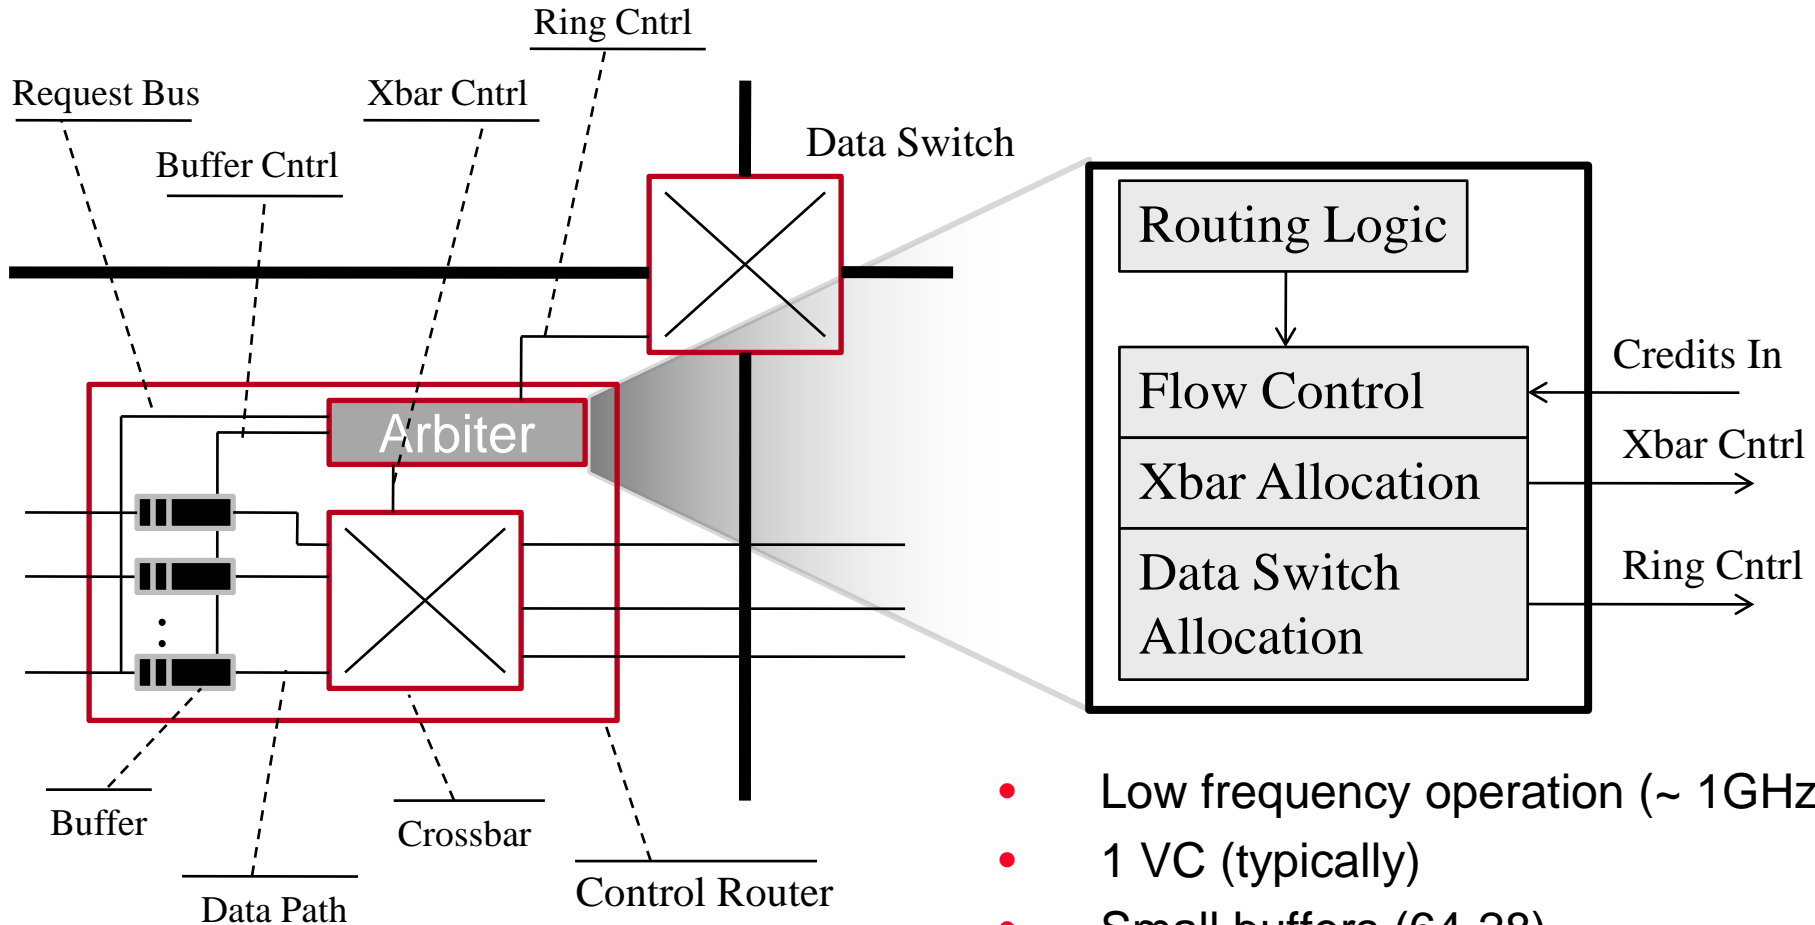 Ring Cntrl
Request Bus
Xbar Cntrl
Buffer Cntrl
Data Switch
Arbiter
Buffer
Crossbar
Data Path
Control Router
Routing Logic
Flow Control
Xbar Allocation
Data Switch
Allocation
Credits In
Xbar Cntrl
Ring Cntrl
• Low frequency operation (~ 1GHz
• 1 VC (typically)
• Small buffers